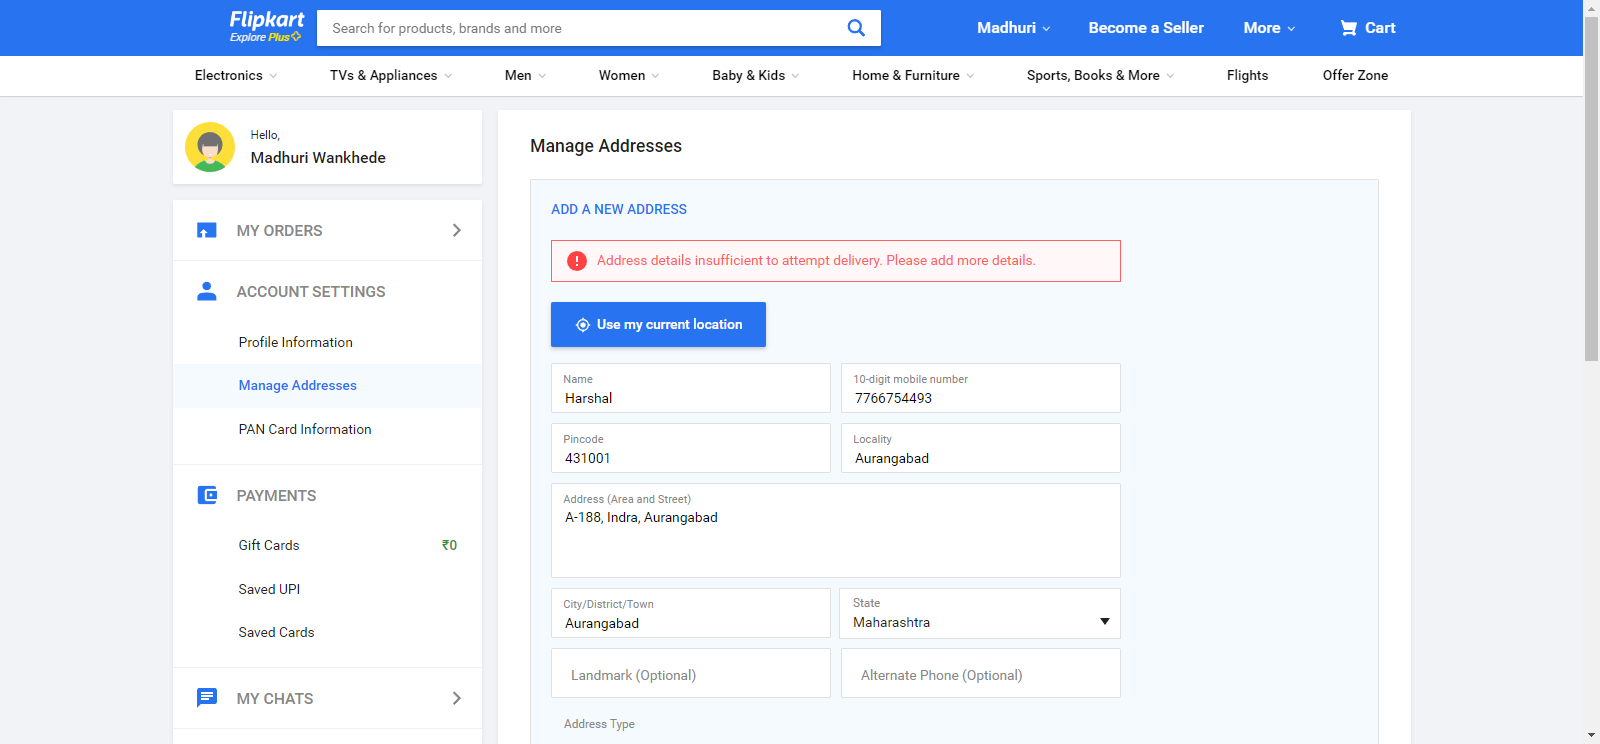 Flipkart
Explore Plus
Search for products, brands and more
Madhuri
Become a Seller
More
Cart
Electronics
TVs & Appliances
Men
Women
Baby & Kids
Home & Furniture
Sports, Books & More
Flights
Offer Zone
Hello,
Madhuri Wankhede
MY ORDERS
ACCOUNT SETTINGS
Profile Information
Manage Addresses
PAN Card Information
PAYMENTS
Gift Cards
₹0
Saved UPI
Saved Cards
MY CHATS
Manage Addresses
ADD A NEW ADDRESS
Address details insufficient to attempt delivery. Please add more details.
Use my current location
Name
Harshal
10-digit mobile number
7766754493
Pincode
431001
Locality
Aurangabad
Address (Area and Street)
A-188, Indra, Aurangabad
City/District/Town
Aurangabad
State
Maharashtra
Landmark (Optional)
Alternate Phone (Optional)
Address Type